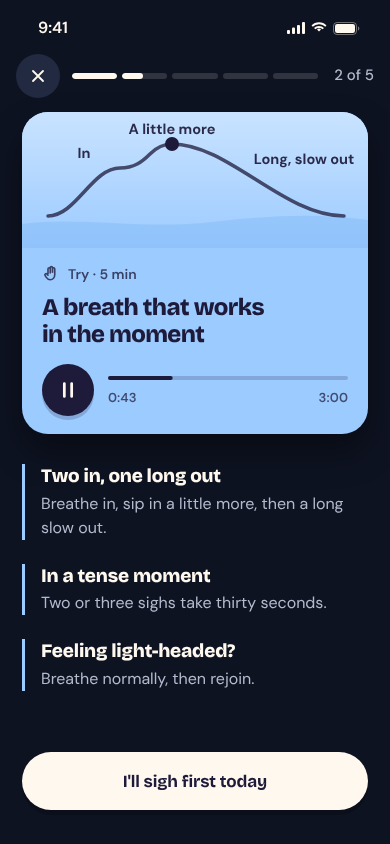 9:41
2 of 5
A little more
In
Long, slow out
Try · 5 min
A breath that works
in the moment
0:43
3:00
Two in, one long out
Breathe in, sip in a little more, then a long
slow out.
In a tense moment
Two or three sighs take thirty seconds.
Feeling light-headed?
Breathe normally, then rejoin.
I'll sigh first today